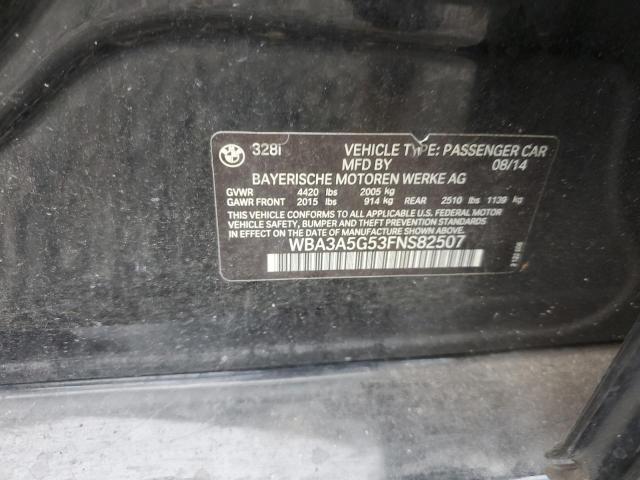 328i VEHICLE TYPE: PASSENGER CAR
MFD BY 08/14
BAYERISCHE MOTOREN WERKE AG
GVWR 4420 lbs 2005 kg
GAWR FRONT 2015 lbs 914 kg REAR 2510 lbs 1139 kg
THIS VEHICLE CONFORMS TO ALL APPLICABLE U.S. FEDERAL MOTOR
VEHICLE SAFETY, BUMPER AND THEFT PREVENTION STANDARDS
IN EFFECT ON THE DATE OF MANUFACTURE SHOWN ABOVE.
WBA3A5G53FNS82507